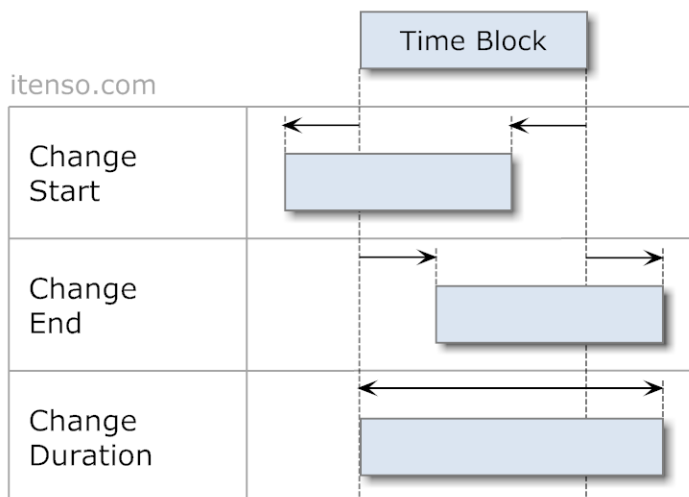 Time Block
itenso.com
Change
Start
Change
End
Change
Duration